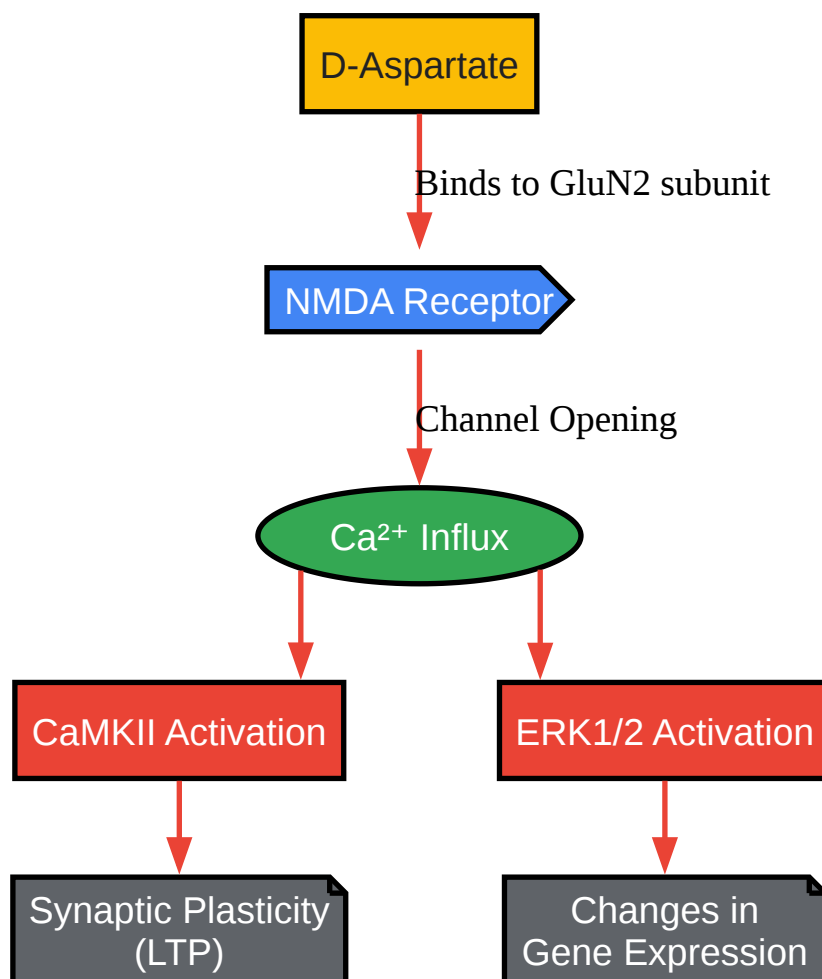 D-Aspartate
Binds to GluN2 subunit
NMDA Receptor
Channel Opening
Ca²⁺ Influx
CaMKII Activation
ERK1/2 Activation
Synaptic Plasticity
(LTP)
Changes in
Gene Expression